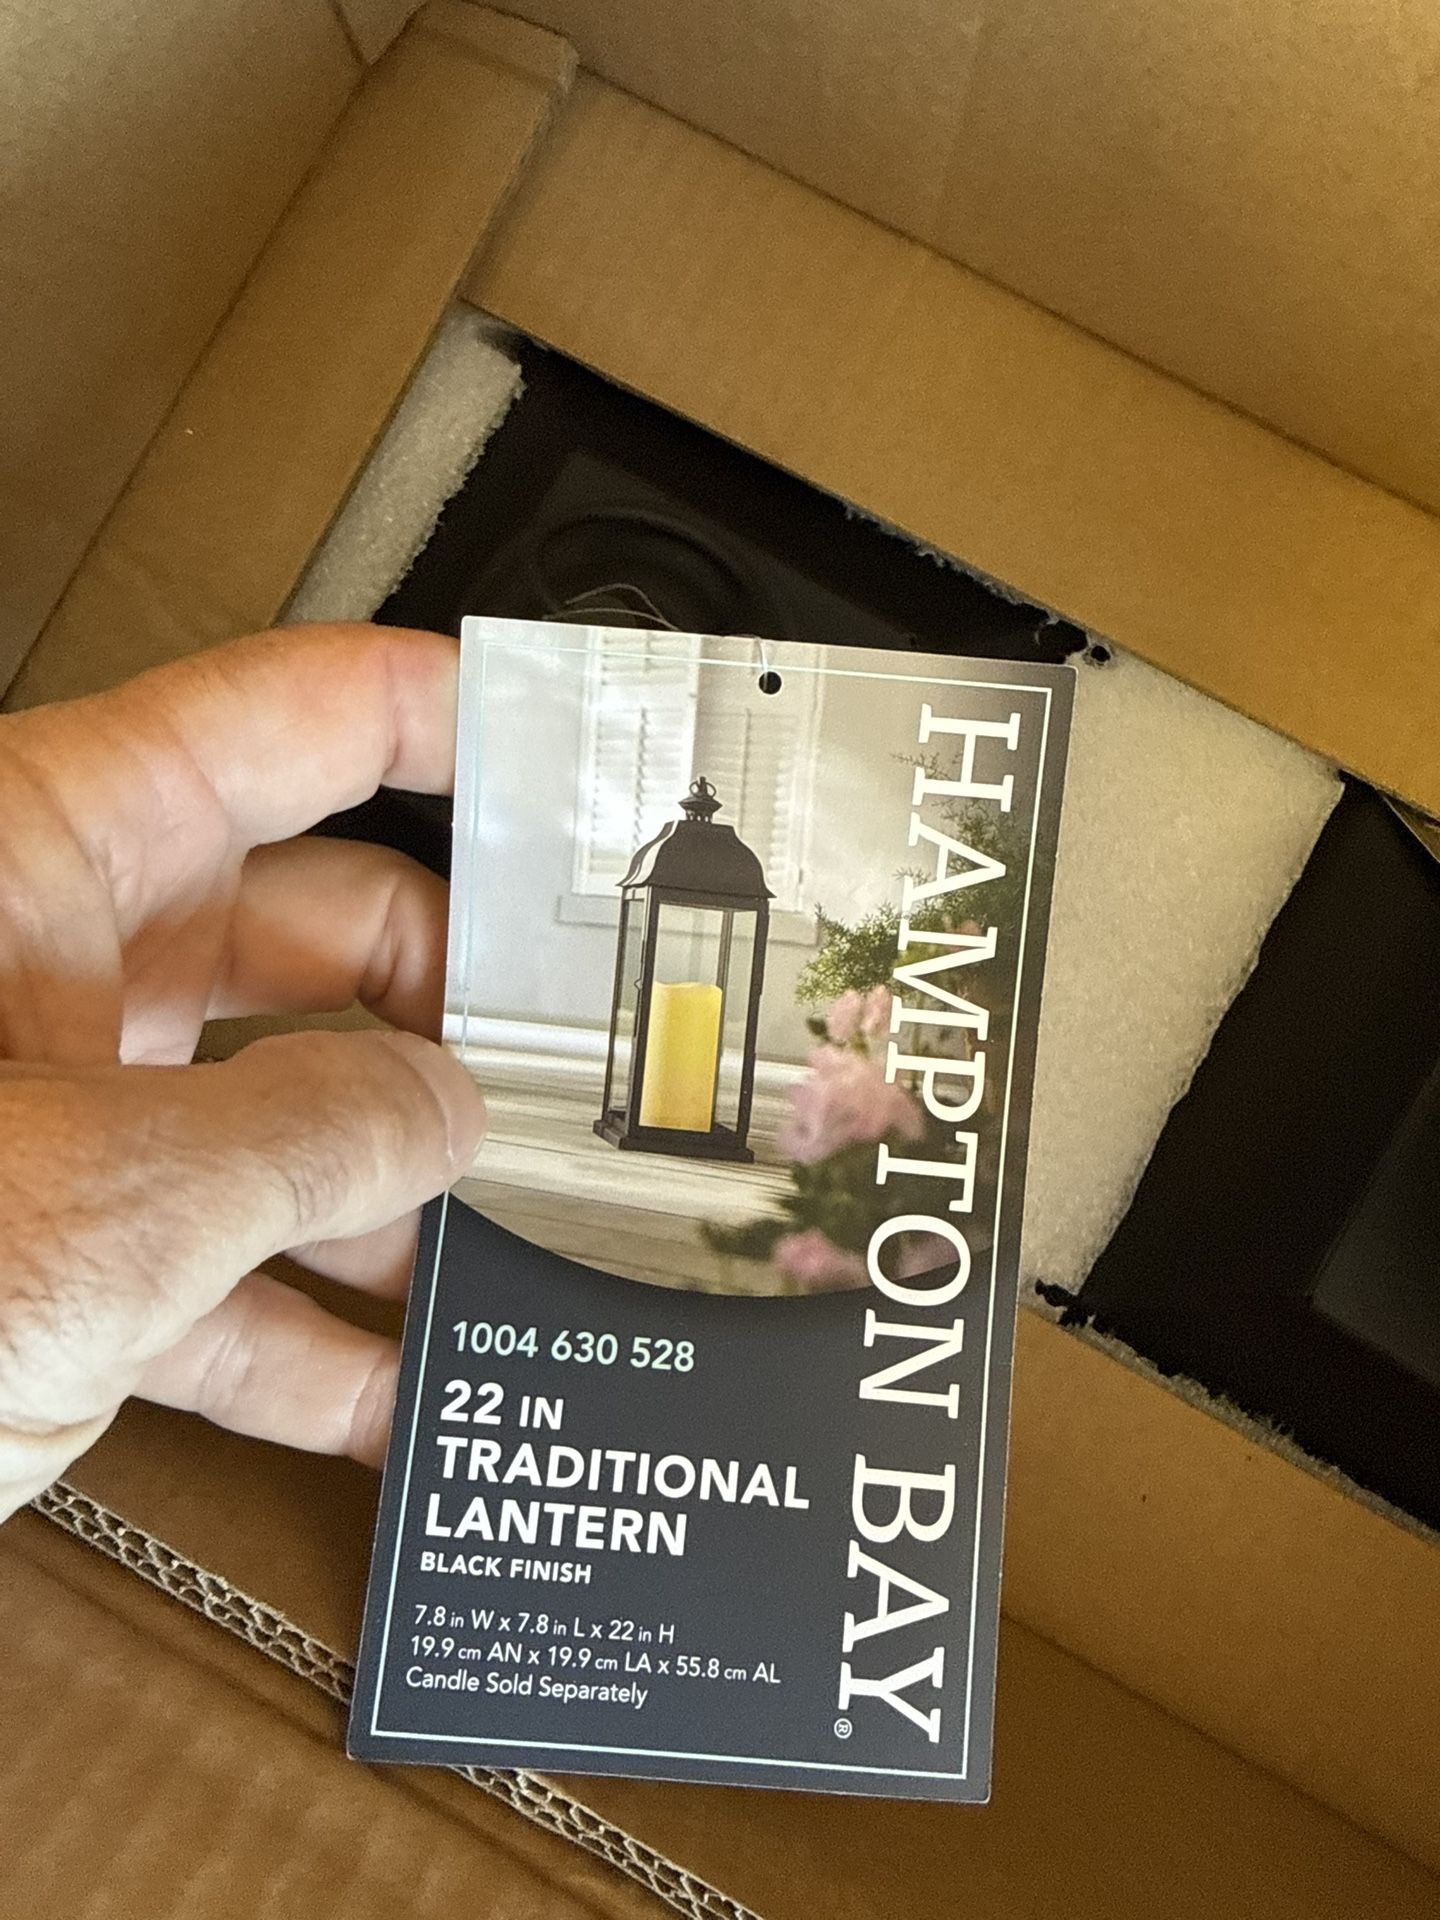 HAMPTON BAY®
1004 630 528
22 IN
TRADITIONAL
LANTERN
BLACK FINISH
7.8 in W x 7.8 in L x 22 in H
19.9 cm AN x 19.9 cm LA x 55.8 cm AL
Candle Sold Separately